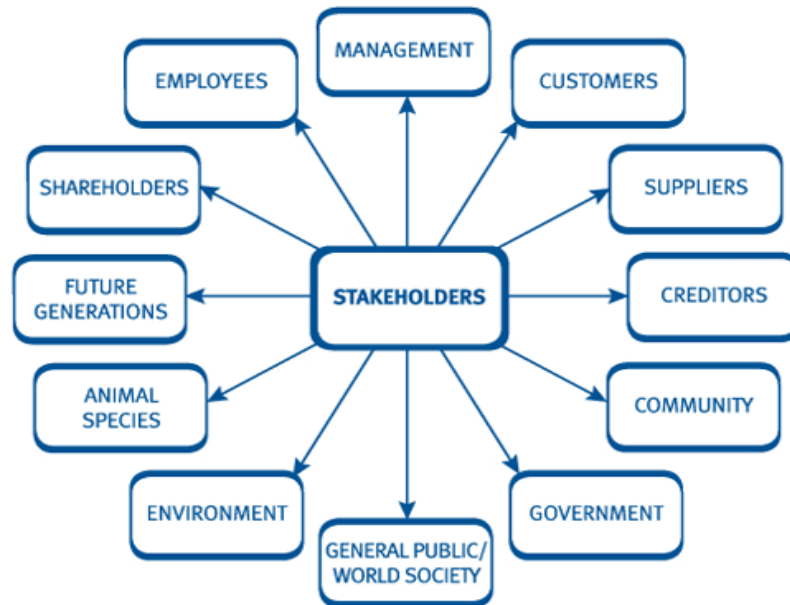 MANAGEMENT
EMPLOYEES
CUSTOMERS
SHAREHOLDERS
SUPPLIERS
FUTURE
GENERATIONS
STAKEHOLDERS
CREDITORS
ANIMAL
SPECIES
COMMUNITY
ENVIRONMENT
GOVERNMENT
GENERAL PUBLIC/
WORLD SOCIETY